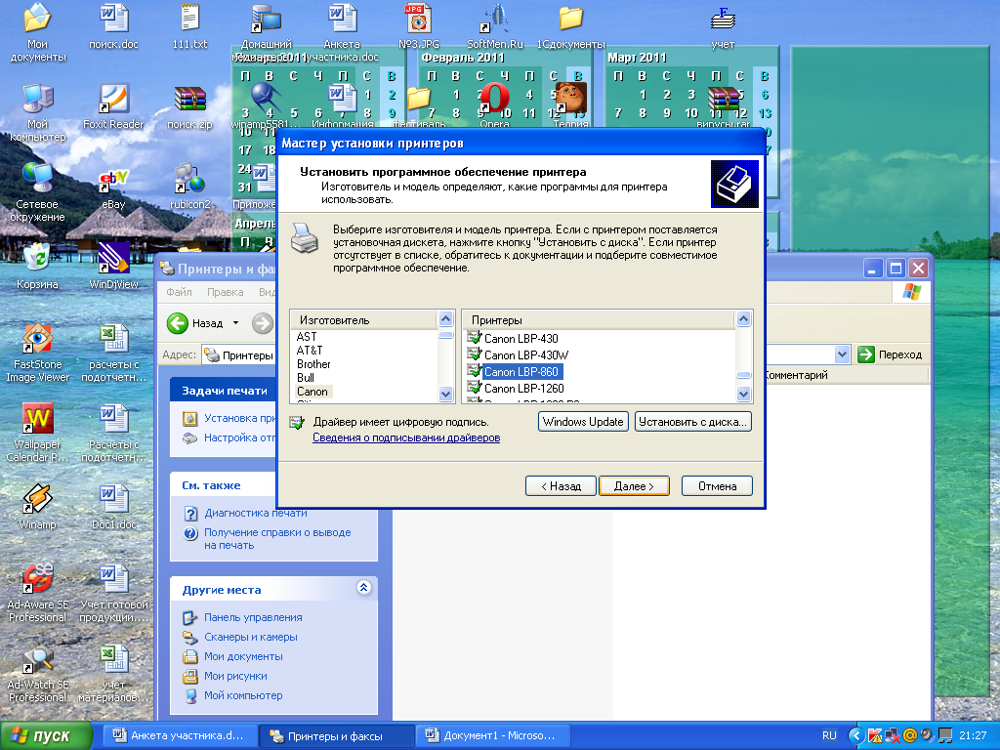 Мои
документы
поиск.doc
111.txt
Домашний
Анкета
участника.doc
№3.JPG
SoftMen.Ru
1Сдокументы
учет
2011
Февраль 2011
Март 2011
П В С Ч П С В
П В С Ч П С В
П В С Ч П С В
Мой
компьютер
Foxit Reader
поиск.zip
winamp5581...
Информация
фестиваль
Opera
Теория
вирусы.rar
Сетевое
окружение
eBay
rubicon2
Приложе
Апрель
П В
Корзина
WinDjView
FastStone
Image Viewer
расчеты с
подотчетн...
Wallpaper
Calendar P...
Расчеты с
подотчетн...
Winamp
Doc1.doc
Ad-Aware SE
Professional
Учет готовой
продукции....
Ad-Watch SE
Professional
учет
материалов...
Мастер установки принтеров
Установить программное обеспечение принтера
Изготовитель и модель определяют, какие программы для принтера
использовать.
Выберите изготовителя и модель принтера. Если с принтером поставляется
установочная дискета, нажмите кнопку "Установить с диска". Если принтер
отсутствует в списке, обратитесь к документации и подберите совместимое
программное обеспечение.
Изготовитель
AST
AT&T
Brother
Bull
Canon
Принтеры
Canon LBP-430
Canon LBP-430W
Canon LBP-860
Canon LBP-1260
Драйвер имеет цифровую подпись.
Сведения о подписывании драйверов
Windows Update
Установить с диска...
< Назад
Далее >
Отмена
Принтеры и фа
Файл Правка Вид
Назад
Адрес: Принтеры
Переход
Комментарий
Задачи печати
Установка при
Настройка отп
См. также
Диагностика печати
Получение справки о выводе
на печать
Другие места
Панель управления
Сканеры и камеры
Мои документы
Мои рисунки
Мой компьютер
пуск
Анкета участника.d...
Принтеры и факсы
Документ1 - Microso...
RU
21:27